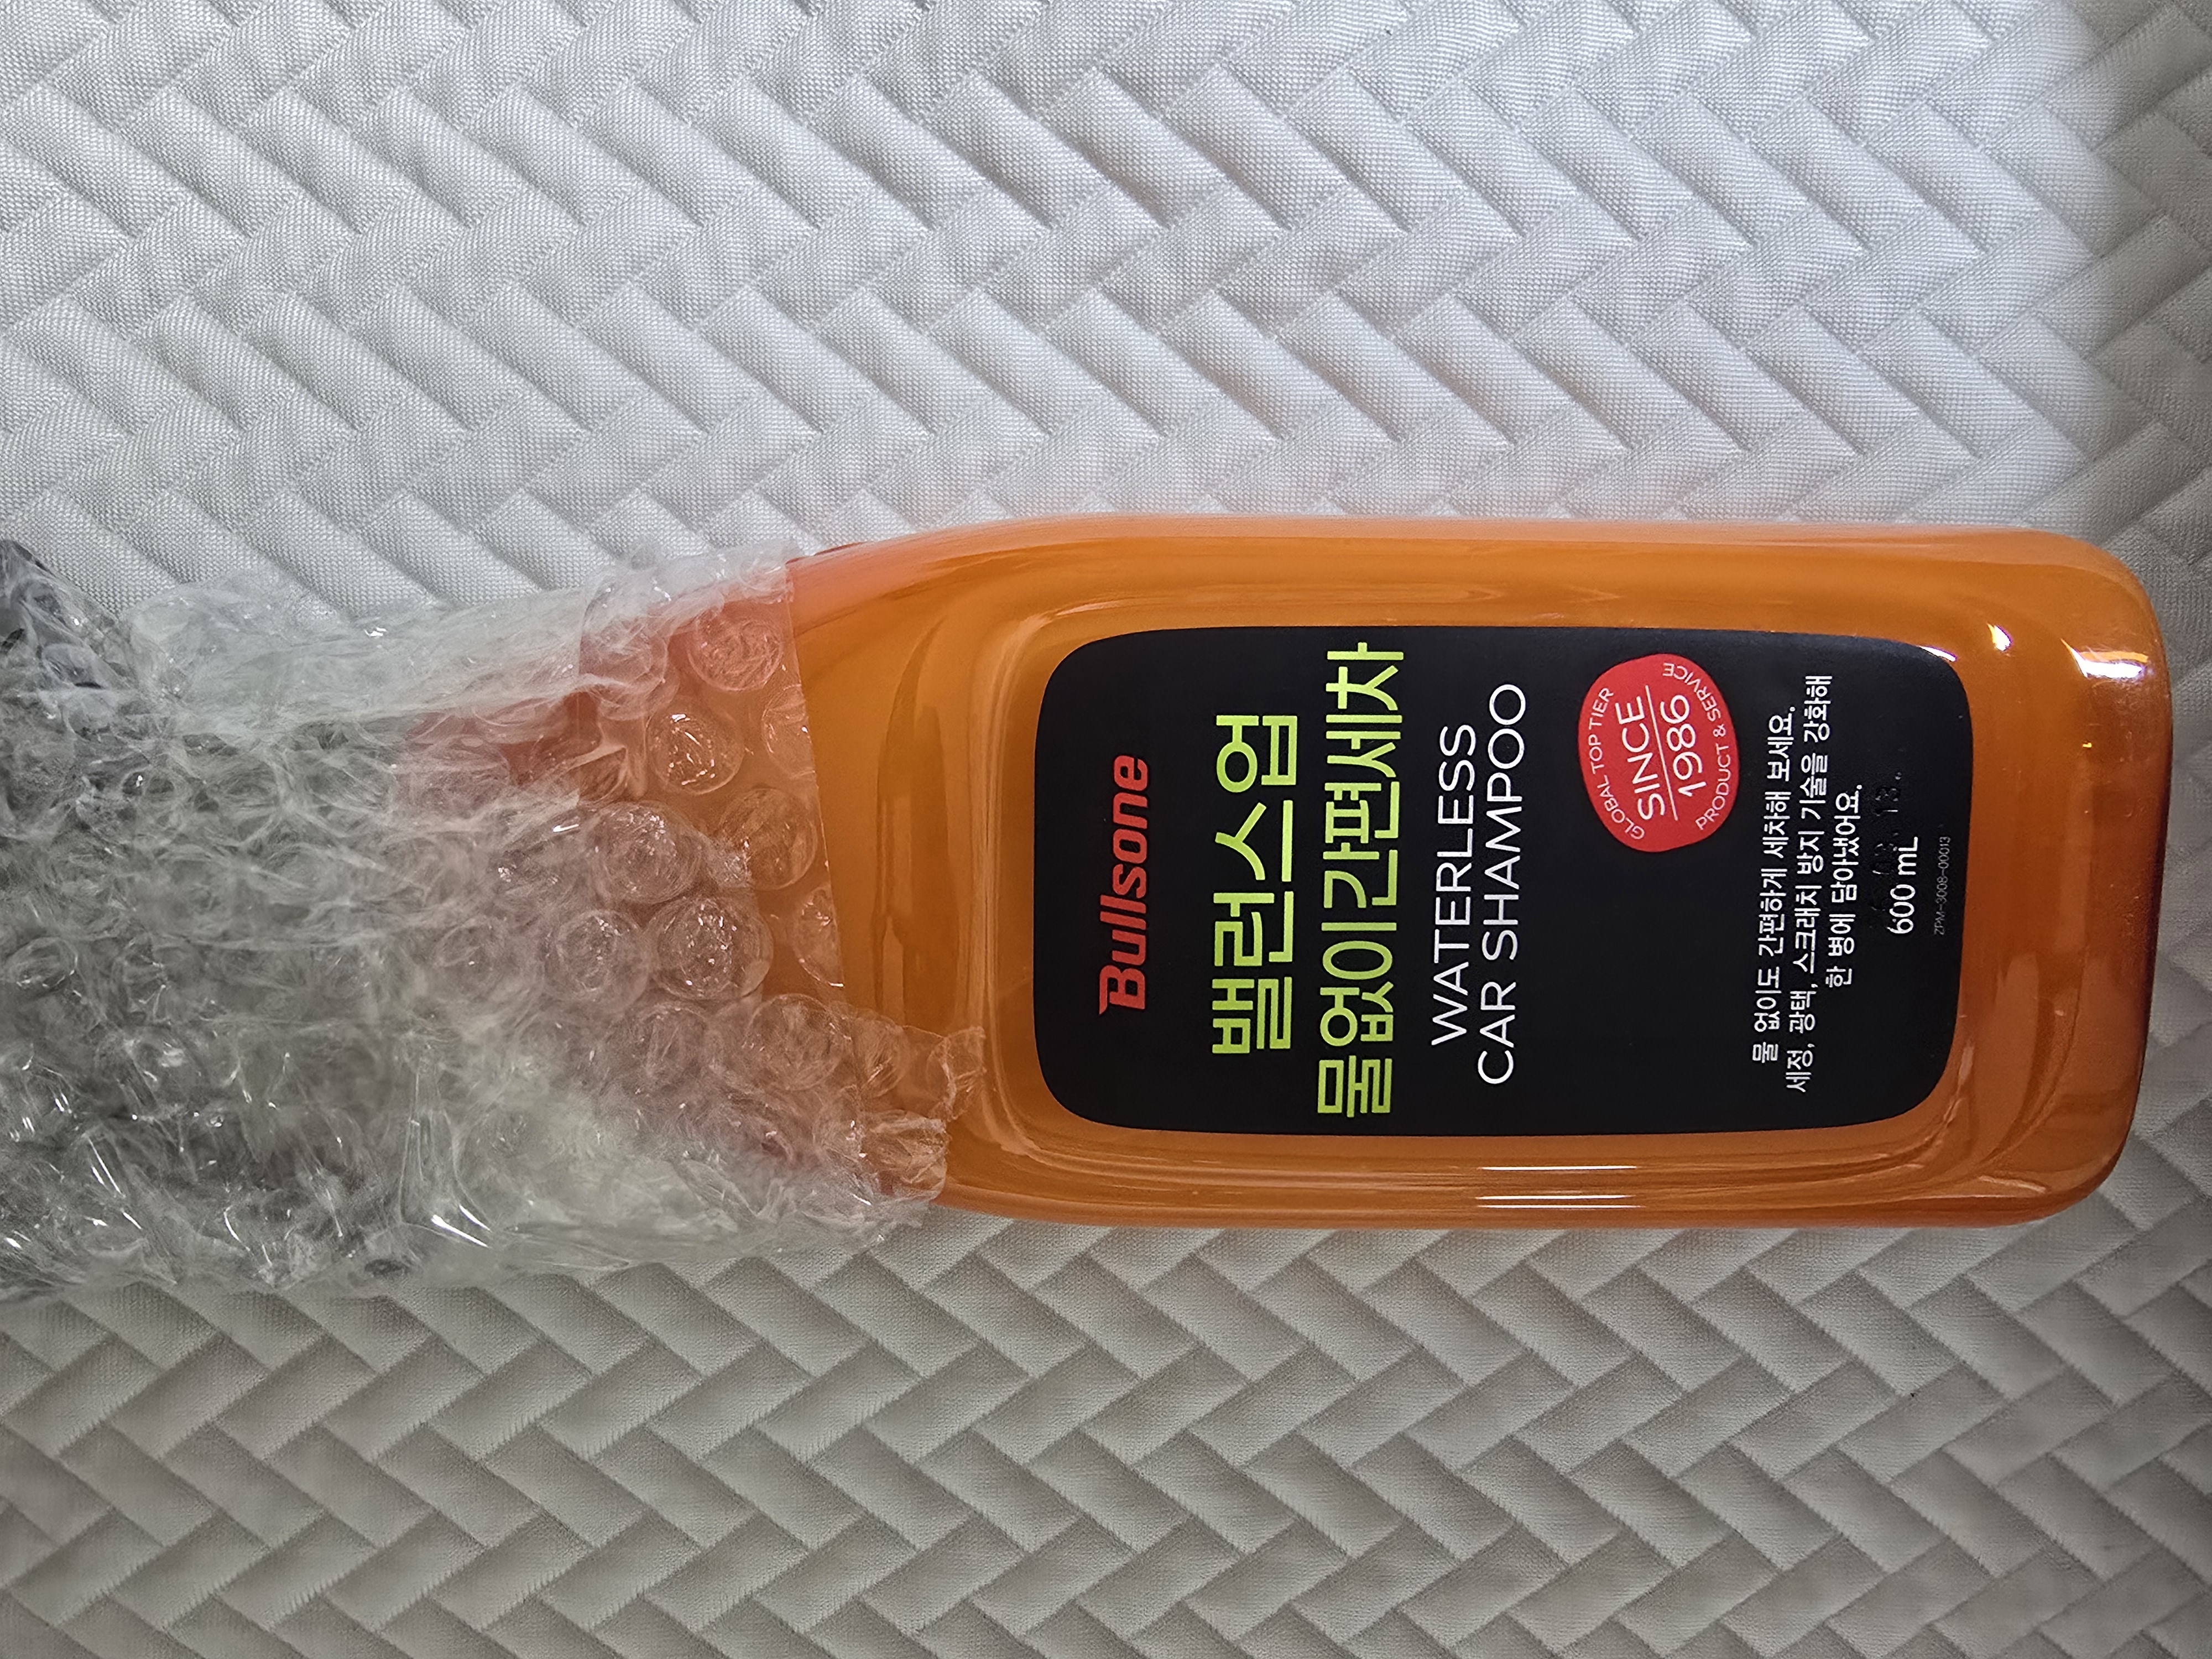 Bullsone
밸런스업
물없이간편세차
WATERLESS
CAR SHAMPOO
GLOBAL TOP TIER
SINCE
1986
PRODUCT & SERVICE
물 없이도 간편하게 세차해 보세요.
세정, 광택, 스크래치 방지 기술을 강화해
한 병에 담아냈어요.
600 mL
ZPM-3008-00013